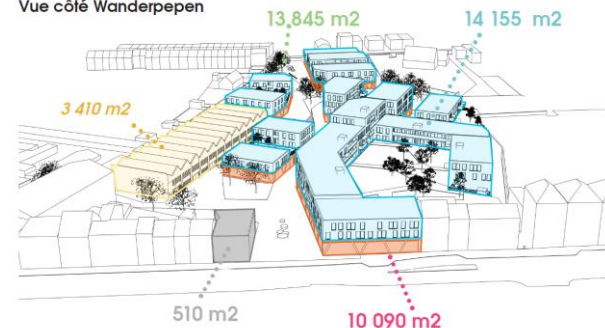 Vue côté Wanderpepen
13,845 m2
14 155 m2
3 410 m2
510 m2
10 090 m2